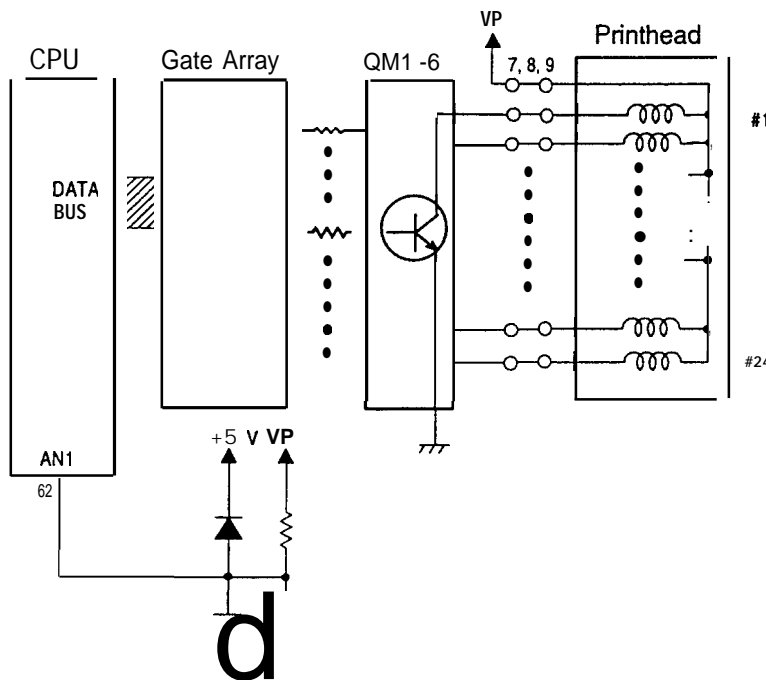 VP
Printhead
CPU
Gate Array
QM1 -6
7, 8, 9
#1
DATA
BUS
#24
+5 V VP
AN1
62
d